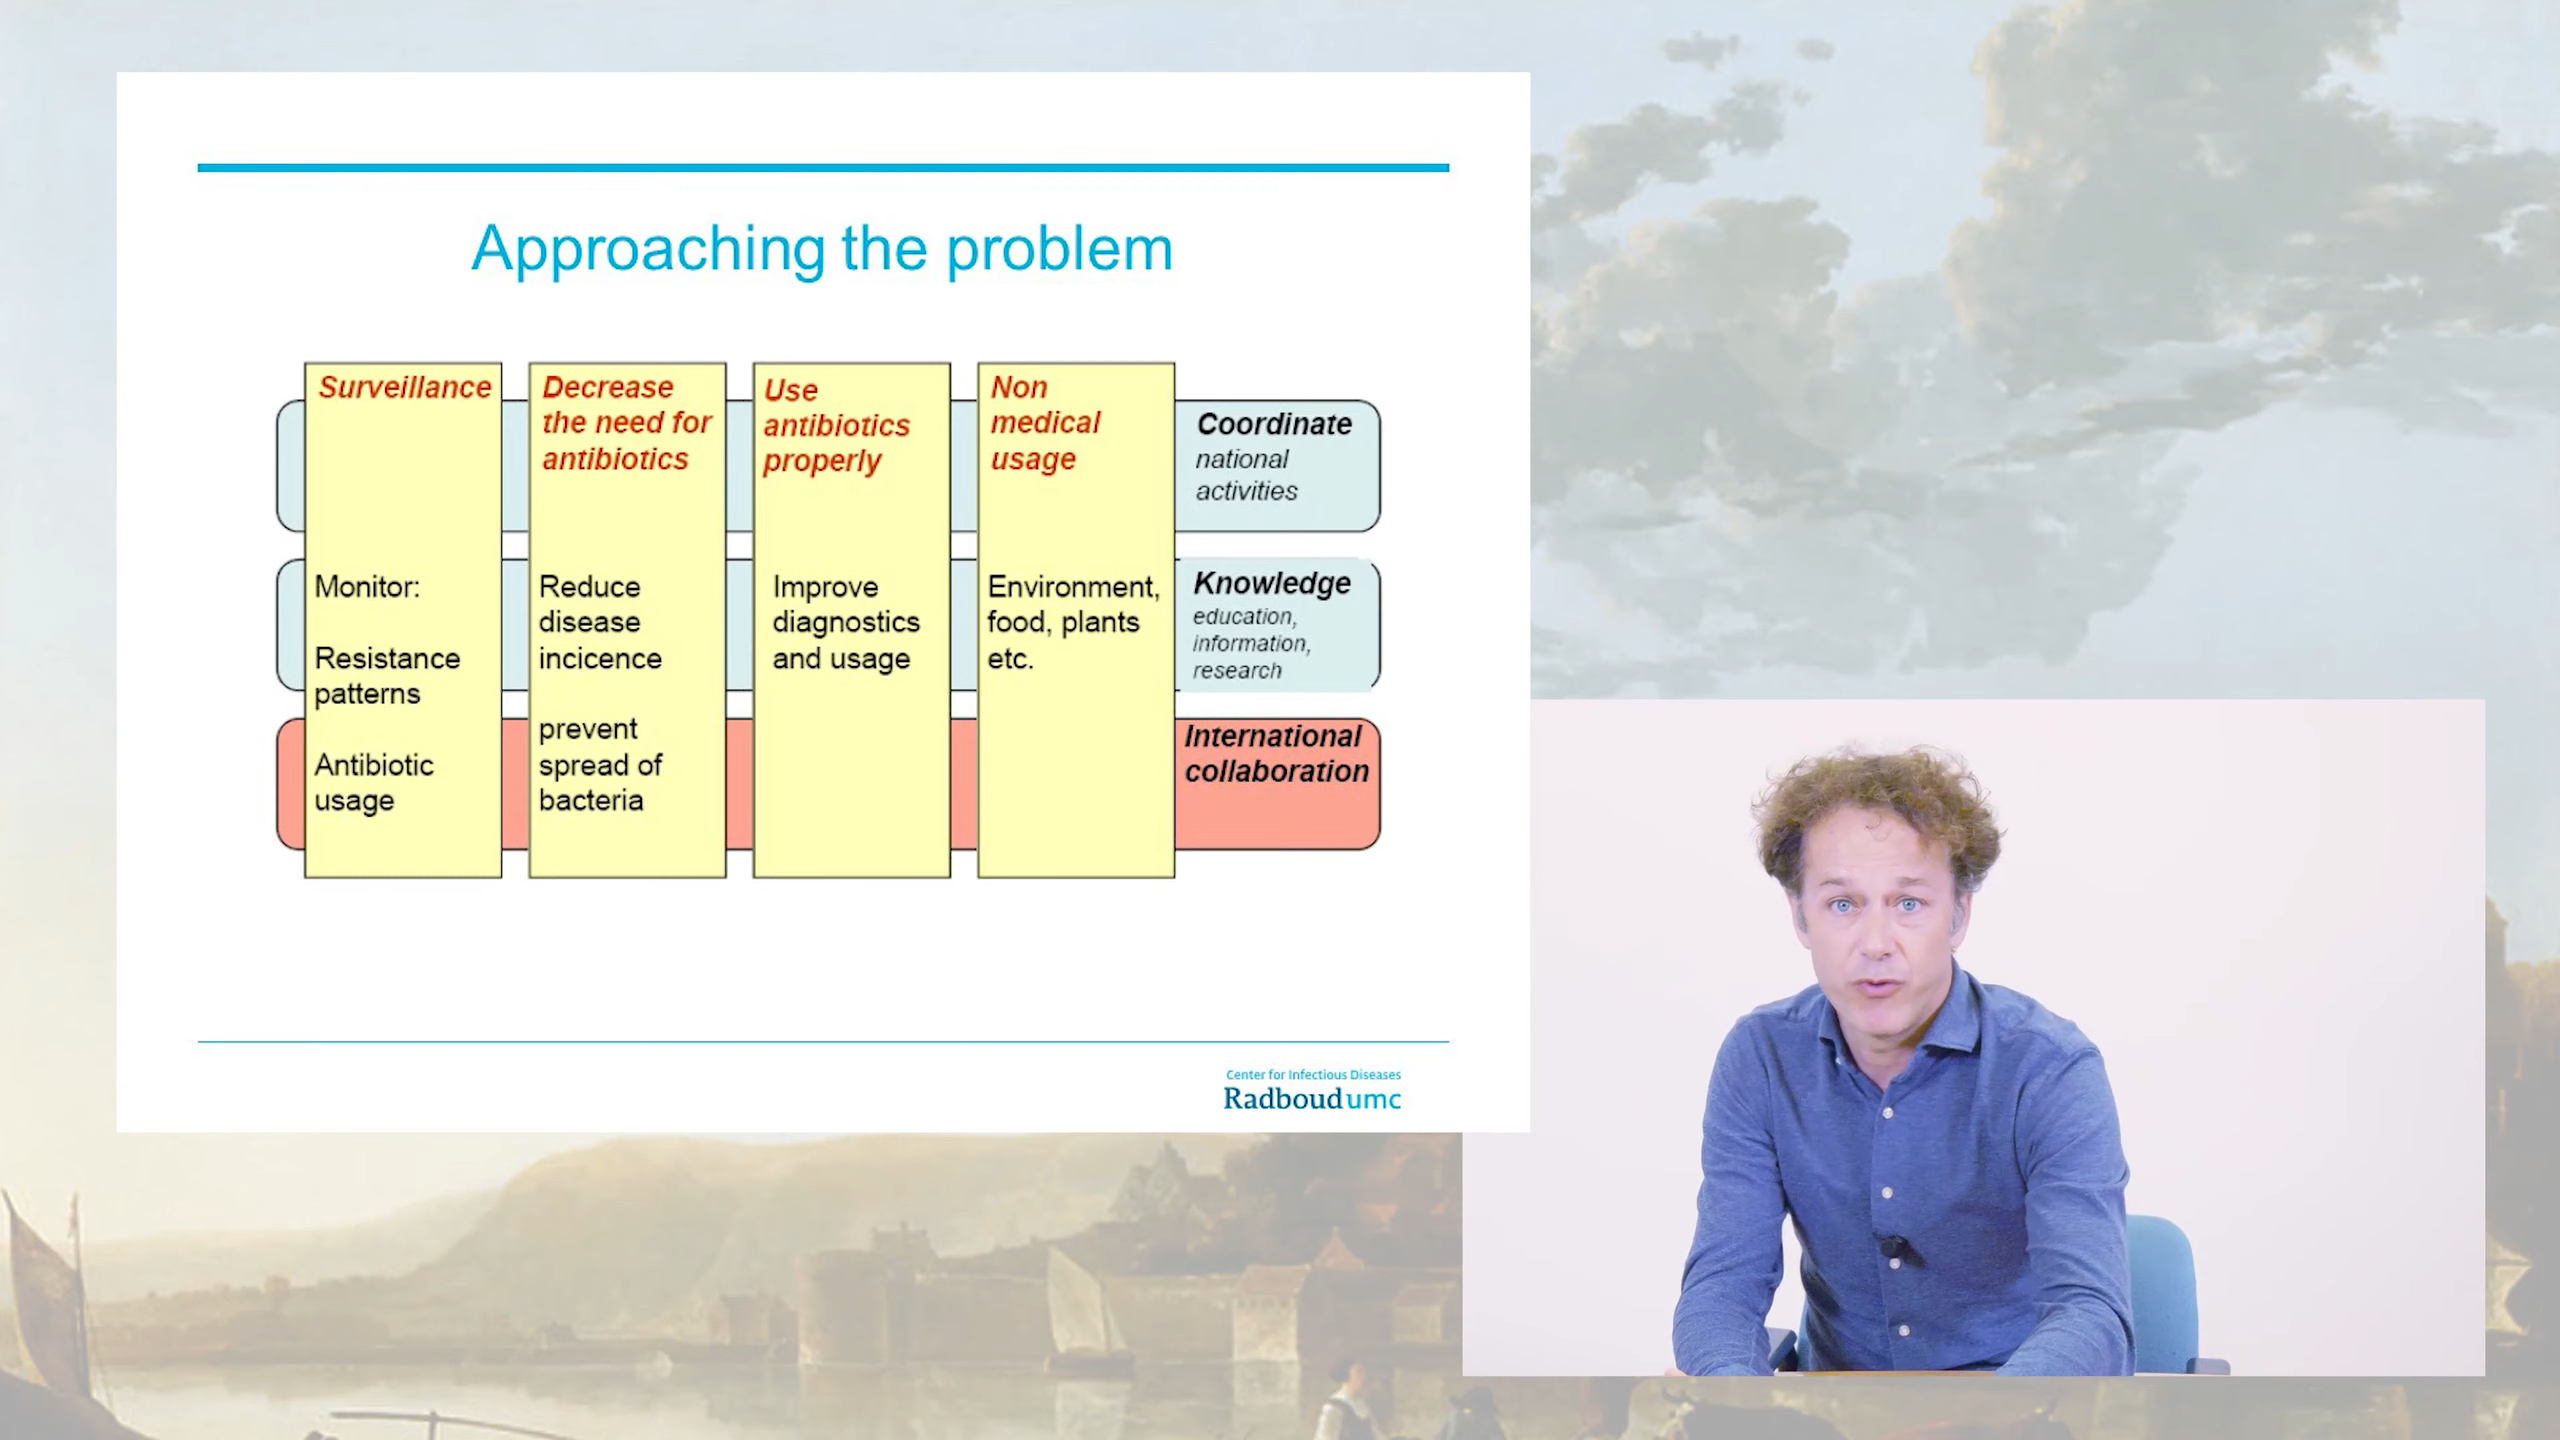 Approaching the problem
Surveillance
Monitor:
Resistance
patterns
Antibiotic
usage
Decrease
the need for
antibiotics
Reduce
disease
incicence
prevent
spread of
bacteria
Use
antibiotics
properly
Improve
diagnostics
and usage
Non
medical
usage
Environment,
food, plants
etc.
Coordinate
national
activities
Knowledge
education,
information,
research
International
collaboration
Center for Infectious Diseases
Radboudumc